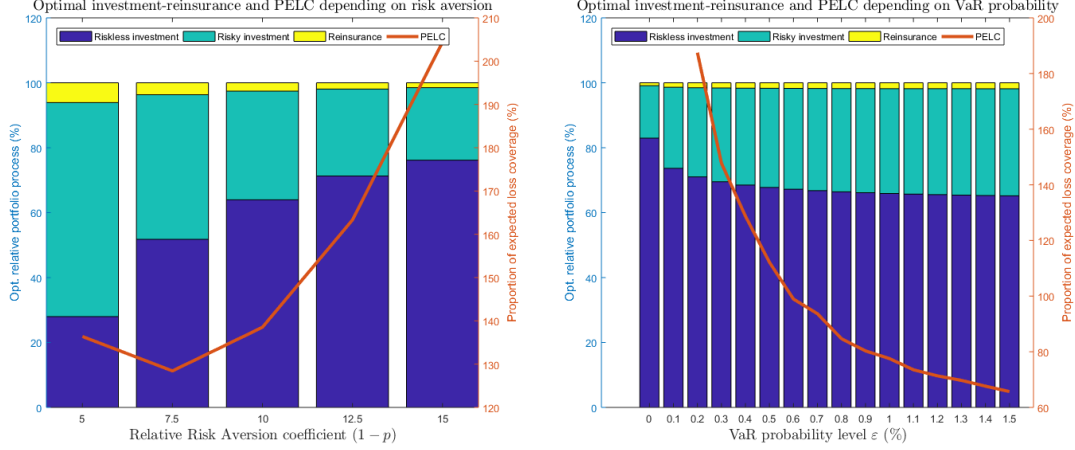 Optimal investment-reinsurance and PELC depending on risk aversion
Riskless investment Risky investment Reinsurance PELC
Opt. relative portfolio process (%)
120
100
80
60
40
20
0
210
200
190
180
170
160
150
140
130
120
Proportion of expected loss coverage (%)
5 7.5 10 12.5 15
Relative Risk Aversion coefficient (1 − p)
Optimal investment-reinsurance and PELC depending on VaR probability
Riskless investment Risky investment Reinsurance PELC
Opt. relative portfolio process (%)
120
100
80
60
40
20
0
200
180
160
140
120
100
80
60
Proportion of expected loss coverage (%)
0 0.1 0.2 0.3 0.4 0.5 0.6 0.7 0.8 0.9 1 1.1 1.2 1.3 1.4 1.5
VaR probability level ε (%)